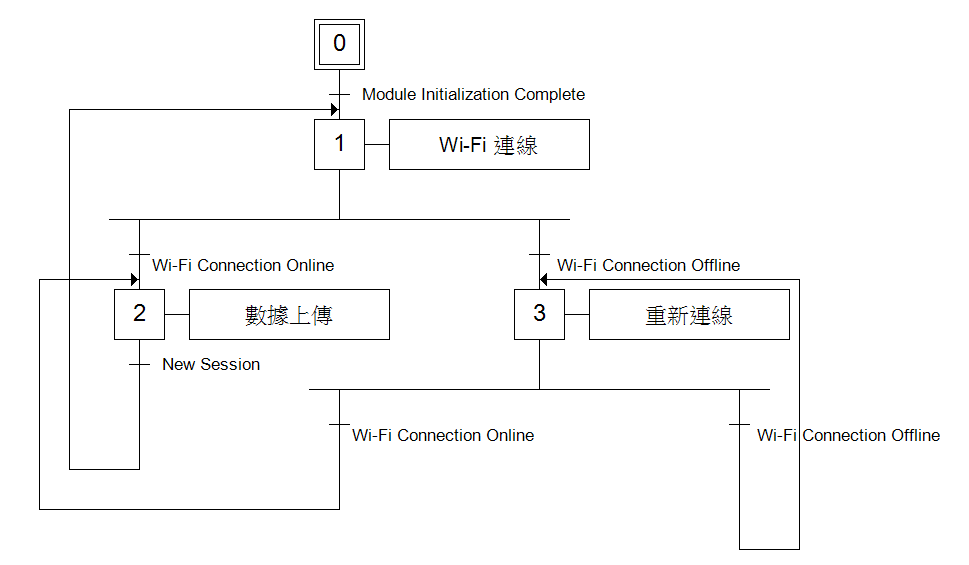 0
Module Initialization Complete
1
Wi-Fi 連線
Wi-Fi Connection Online
Wi-Fi Connection Offline
2
數據上傳
3
重新連線
New Session
Wi-Fi Connection Online
Wi-Fi Connection Offline